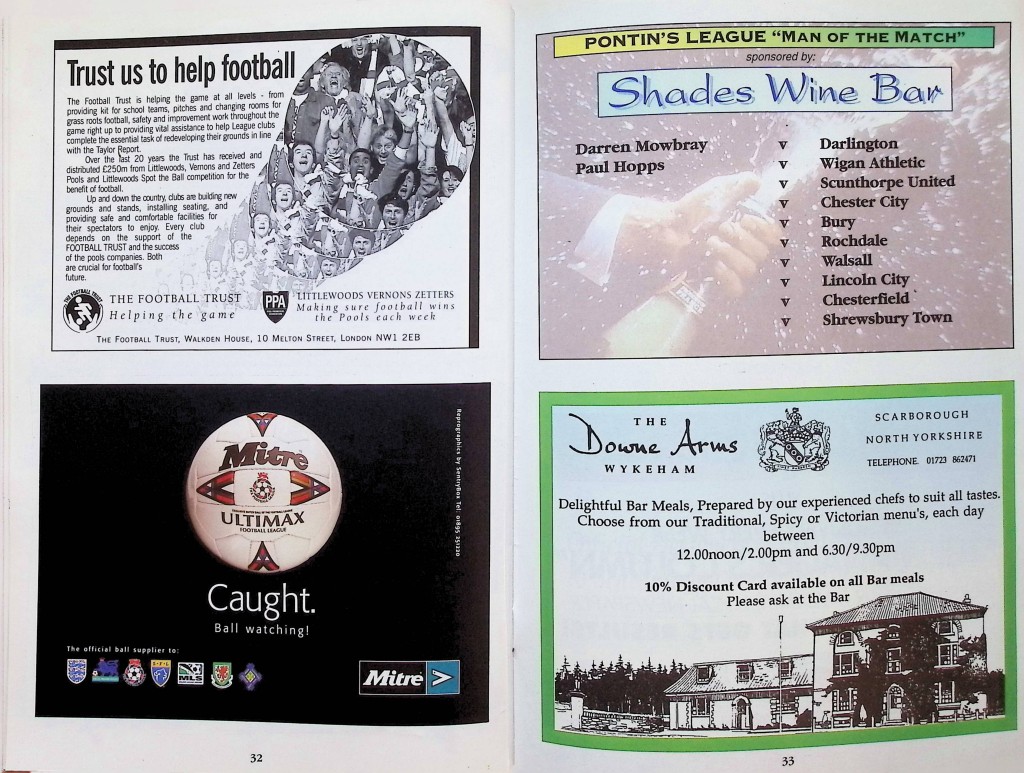 Trust us to help football
The Football Trust is helping the game at all levels - from
providing kit for school teams, pitches and changing rooms for
grass roots football, safety and improvement work throughout the
game right up to providing vital assistance to help League clubs
complete the essential task of redeveloping their grounds in line
with the Taylor Report.
Over the last 20 years the Trust has received and
distributed £250m from Littlewoods, Vernons and Zetters
Pools and Littlewoods Spot the Ball competition for the
benefit of football.
Up and down the country, clubs are building new
grounds and stands, installing seating, and
providing safe and comfortable facilities for
their spectators to enjoy. Every club
depends on the support of the
FOOTBALL TRUST and the success
of the pools companies. Both
are crucial for football's
future.
THE FOOTBALL TRUST
THE FOOTBALL TRUST
Helping the game
PPA
LITTLEWOODS VERNONS ZETTERS
Making sure football wins
the Pools each week
THE FOOTBALL TRUST, WALKDEN HOUSE, 10 MELTON STREET, LONDON NW1 2EB
Mitre
ULTIMAX
FOOTBALL LEAGUE
Reprographics by SentryBox Tel: 01895 251220
Caught.
Ball watching!
The official ball supplier to:
MLS
Mitre
32
PONTIN'S LEAGUE "MAN OF THE MATCH"
sponsored by:
Shades Wine Bar
Darren Mowbray v Darlington
Paul Hopps v Wigan Athletic
v Scunthorpe United
v Chester City
v Bury
v Rochdale
v Walsall
v Lincoln City
v Chesterfield
v Shrewsbury Town
THE
Downe Arms
WYKEHAM
SCARBOROUGH
NORTH YORKSHIRE
TELEPHONE. 01723 862471
Delightful Bar Meals, Prepared by our experienced chefs to suit all tastes.
Choose from our Traditional, Spicy or Victorian menu's, each day
between
12.00noon/2.00pm and 6.30/9.30pm
10% Discount Card available on all Bar meals
Please ask at the Bar
33